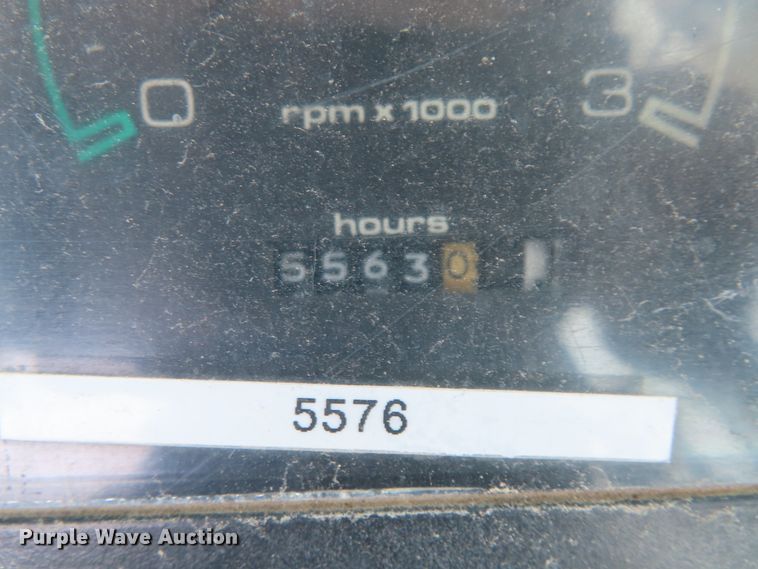 0 rpm x 1000 3
hours
55630
5576
Purple Wave Auction